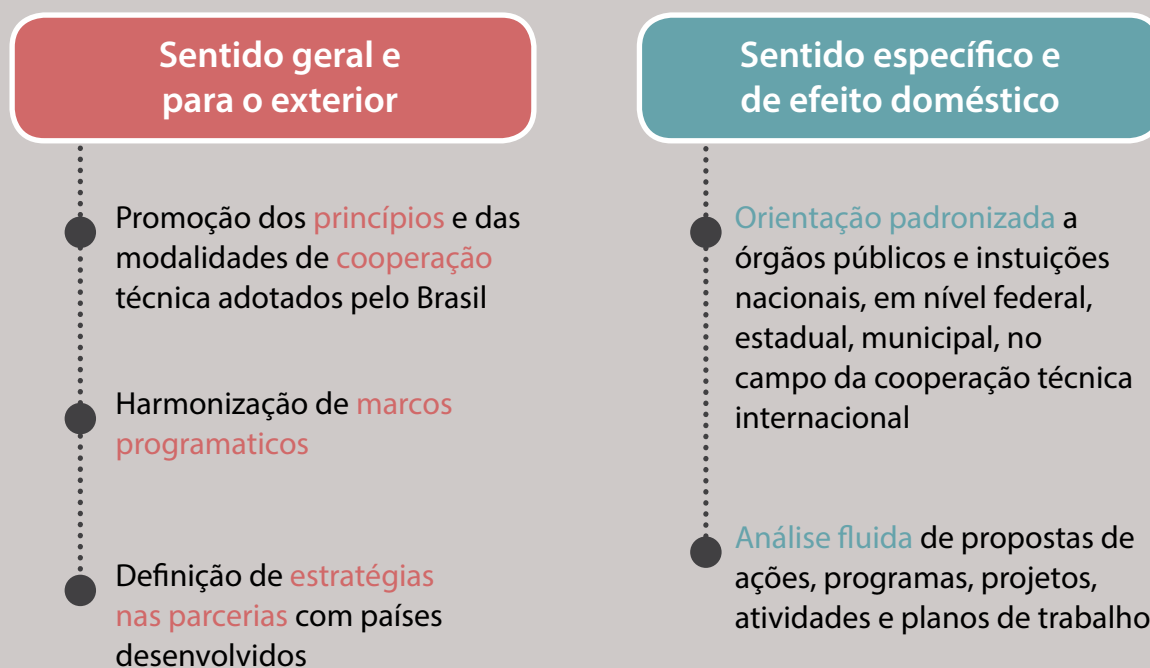 Sentido geral e
para o exterior
Promoção dos princípios e das
modalidades de cooperação
técnica adotados pelo Brasil
Harmonização de marcos
programaticos
Definição de estratégias
nas parcerias com países
desenvolvidos
Sentido específico e
de efeito doméstico
Orientação padronizada a
órgãos públicos e instuições
nacionais, em nível federal,
estadual, municipal, no
campo da cooperação técnica
internacional
Análise fluida de propostas de
ações, programas, projetos,
atividades e planos de trabalho